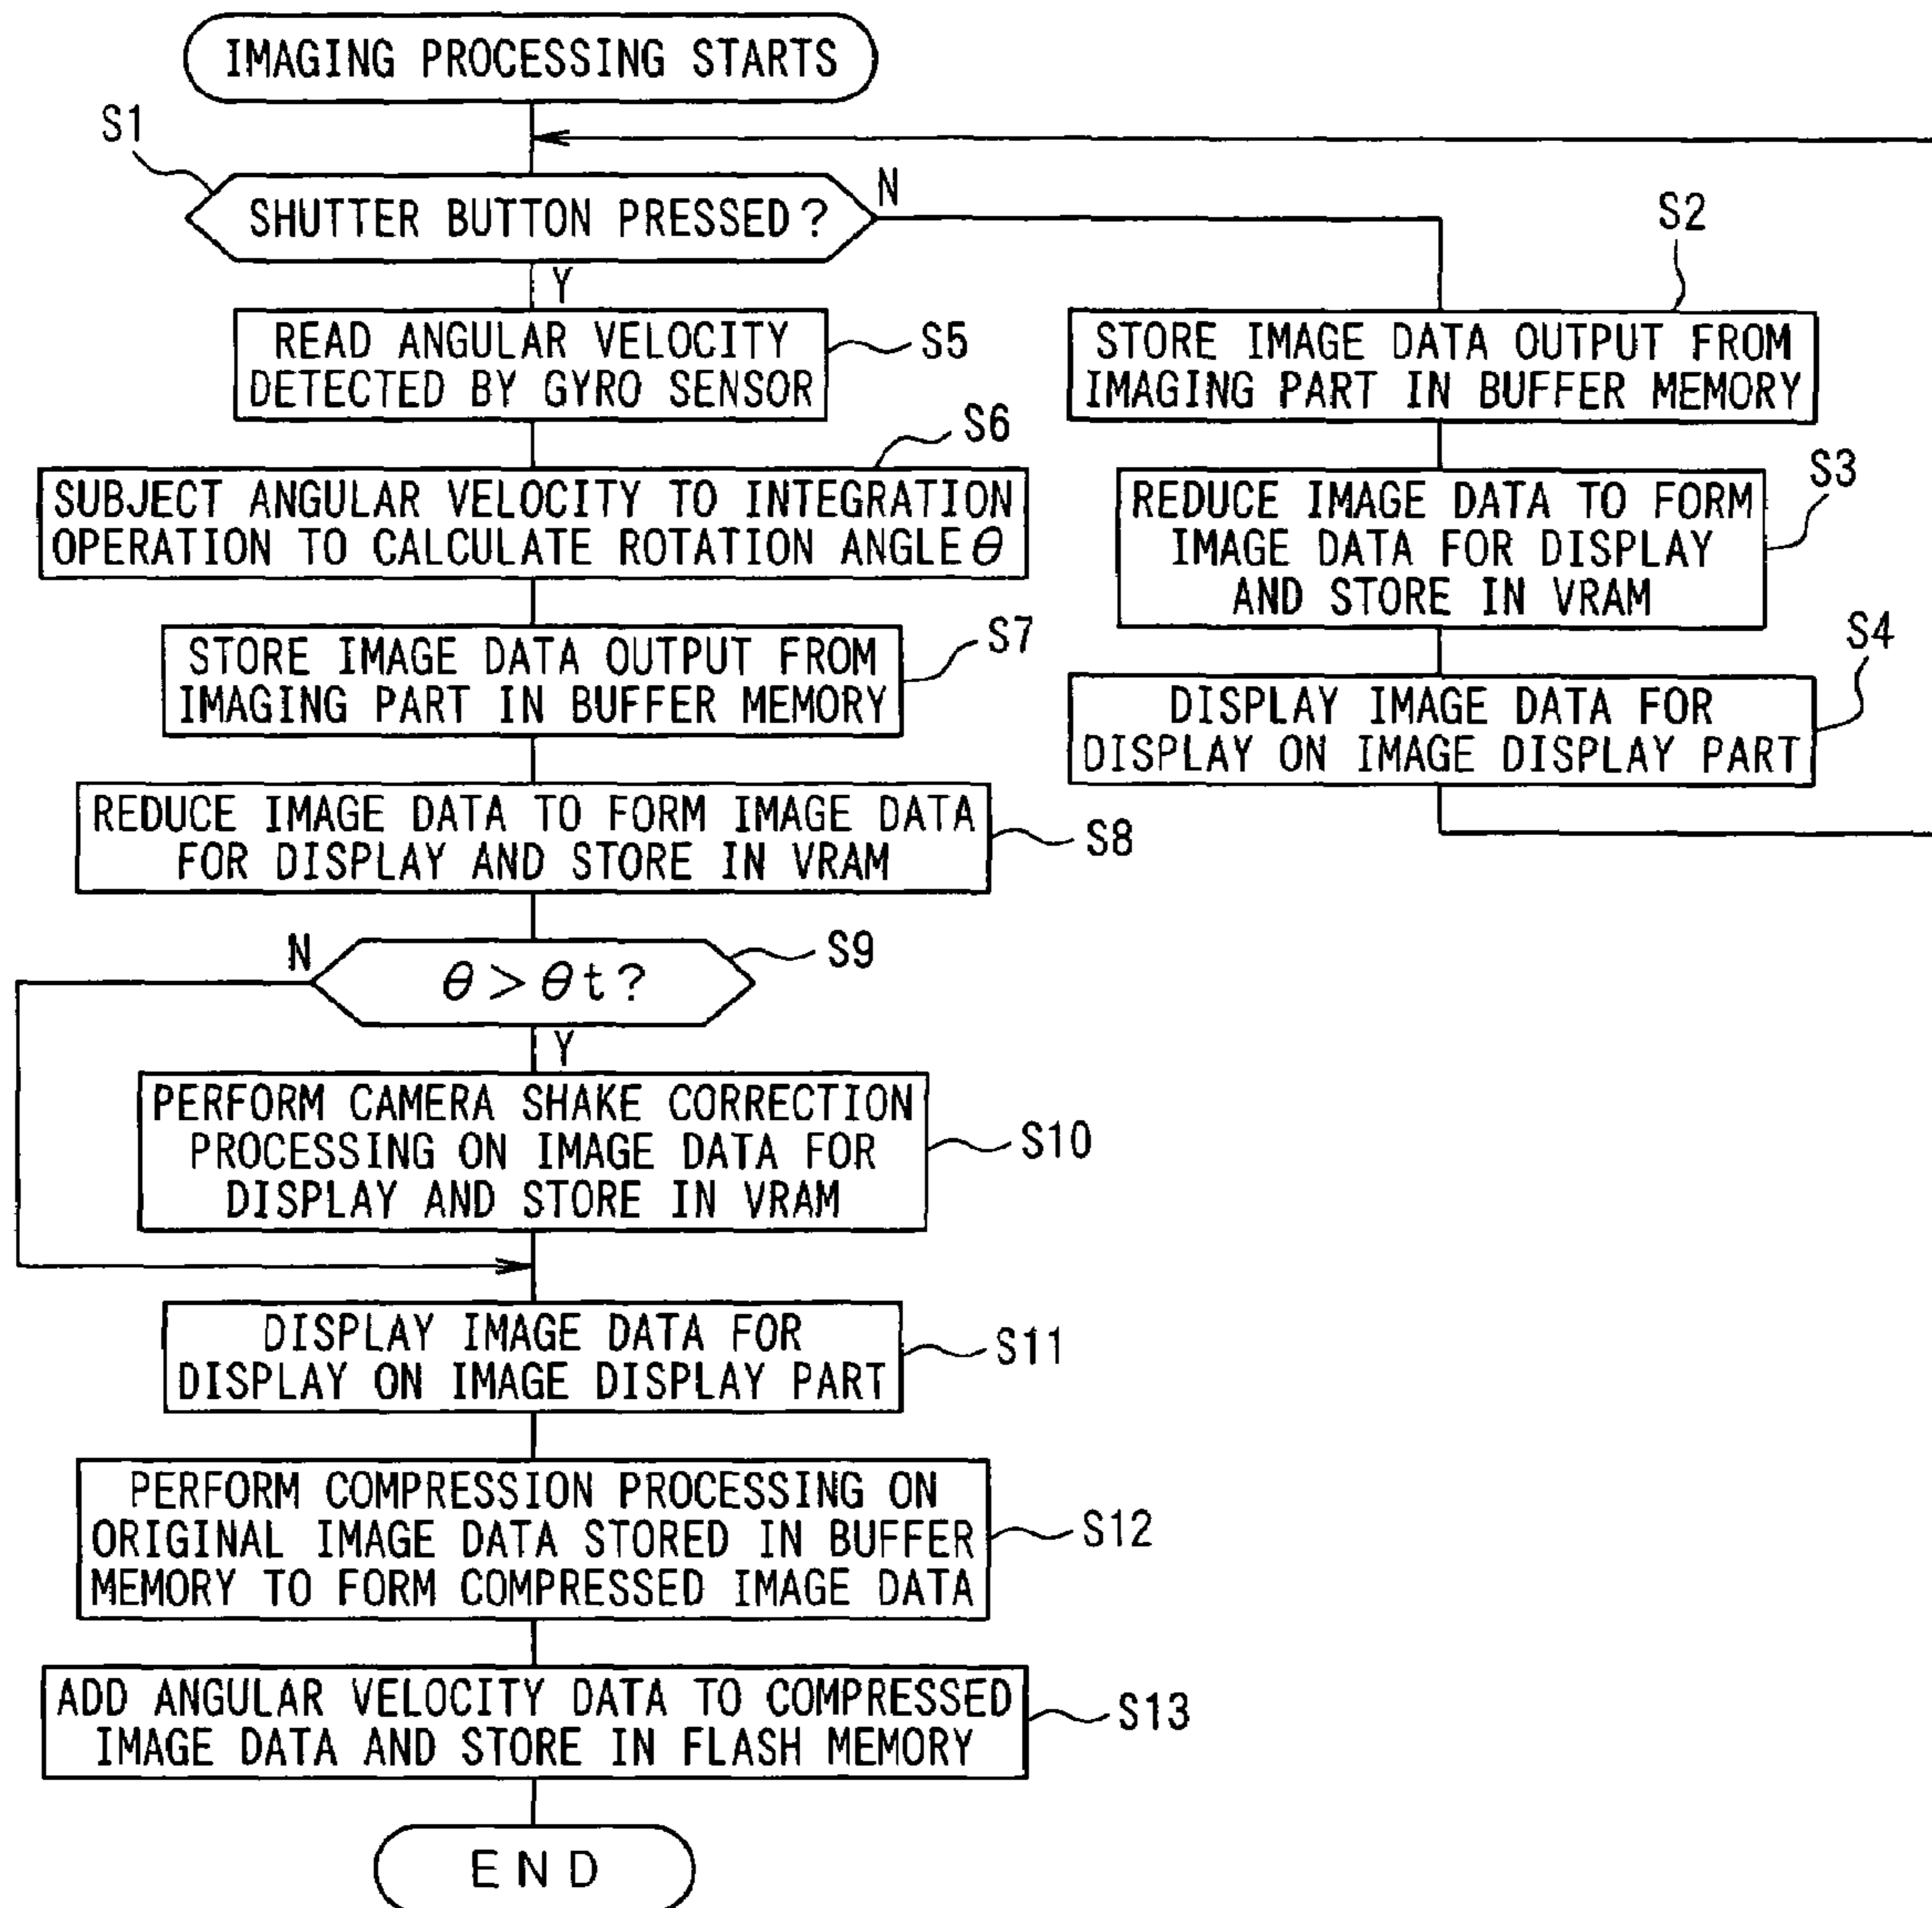 IMAGING PROCESSING STARTS
S1
SHUTTER BUTTON PRESSED?
N
Y
S2
STORE IMAGE DATA OUTPUT FROM
IMAGING PART IN BUFFER MEMORY
S3
REDUCE IMAGE DATA TO FORM
IMAGE DATA FOR DISPLAY
AND STORE IN VRAM
S4
DISPLAY IMAGE DATA FOR
DISPLAY ON IMAGE DISPLAY PART
READ ANGULAR VELOCITY
DETECTED BY GYRO SENSOR
S5
S6
SUBJECT ANGULAR VELOCITY TO INTEGRATION
OPERATION TO CALCULATE ROTATION ANGLE θ
S7
STORE IMAGE DATA OUTPUT FROM
IMAGING PART IN BUFFER MEMORY
REDUCE IMAGE DATA TO FORM IMAGE DATA
FOR DISPLAY AND STORE IN VRAM
S8
N
θ > θt?
S9
Y
PERFORM CAMERA SHAKE CORRECTION
PROCESSING ON IMAGE DATA FOR
DISPLAY AND STORE IN VRAM
S10
DISPLAY IMAGE DATA FOR
DISPLAY ON IMAGE DISPLAY PART
S11
PERFORM COMPRESSION PROCESSING ON
ORIGINAL IMAGE DATA STORED IN BUFFER
MEMORY TO FORM COMPRESSED IMAGE DATA
S12
ADD ANGULAR VELOCITY DATA TO COMPRESSED
IMAGE DATA AND STORE IN FLASH MEMORY
S13
END